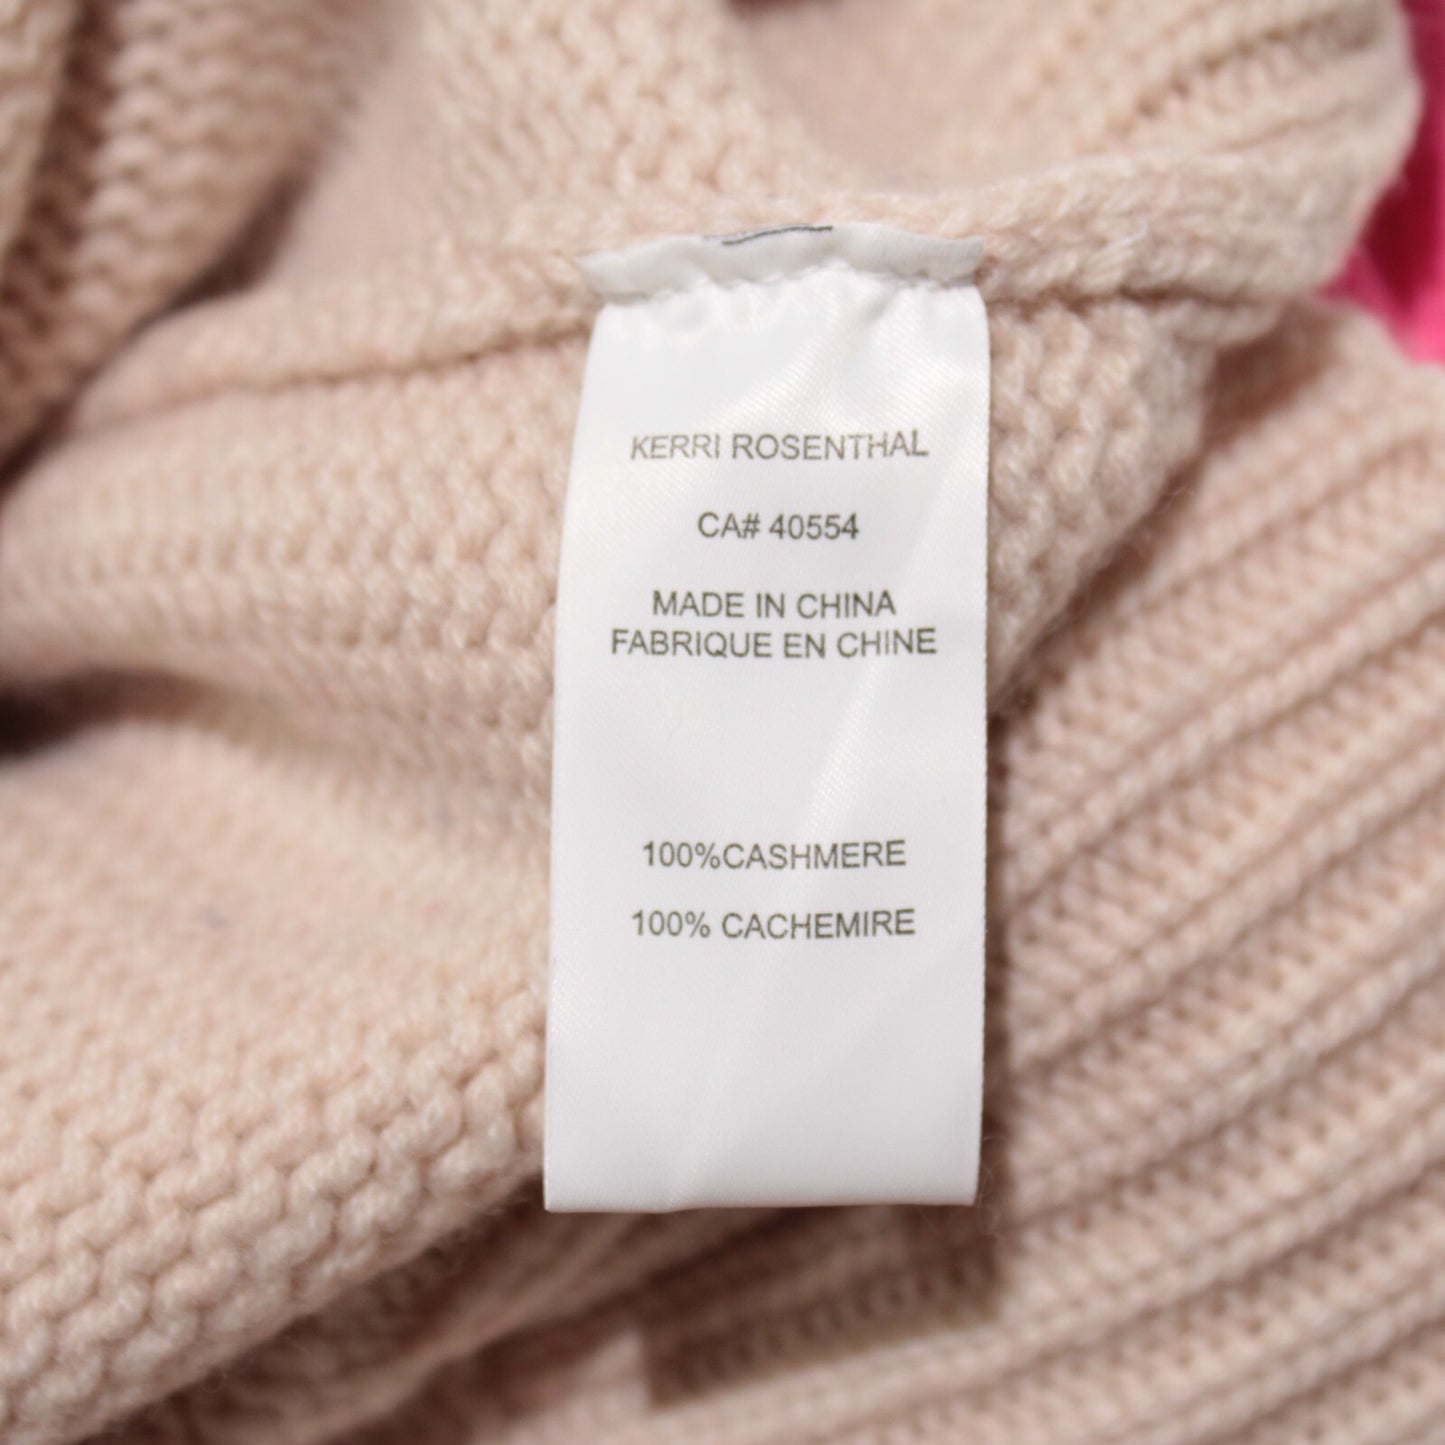 KERRI ROSENTHAL
CA# 40554
MADE IN CHINA
FABRIQUE EN CHINE
100%CASHMERE
100% CACHEMIRE